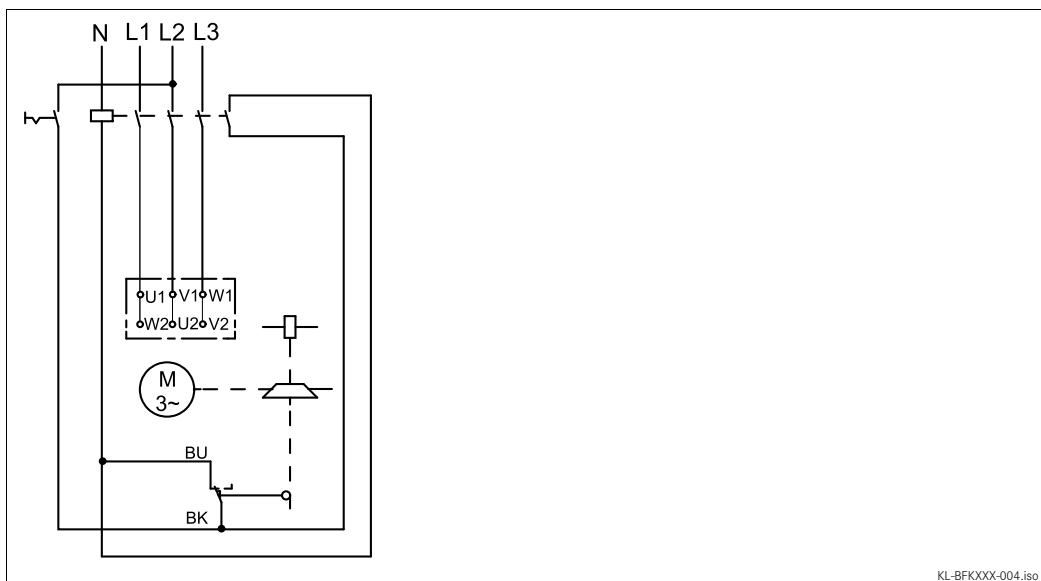 N L1 L2 L3
U1 V1 W1
W2 U2 V2
M
3~
BU
BK
KL-BFKXXX-004.iso